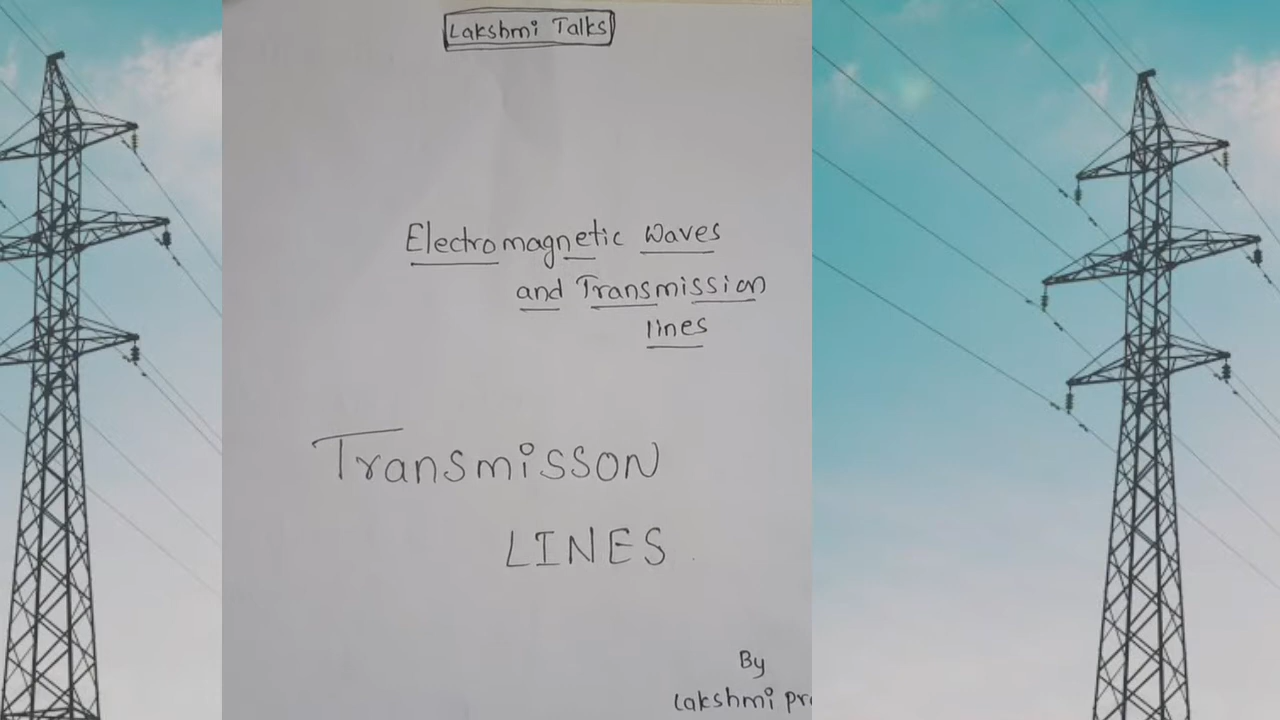 Lakshmi Talks
Electromagnetic Waves
and Transmission
lines
Transmisson
LINES
By
Lakshmi